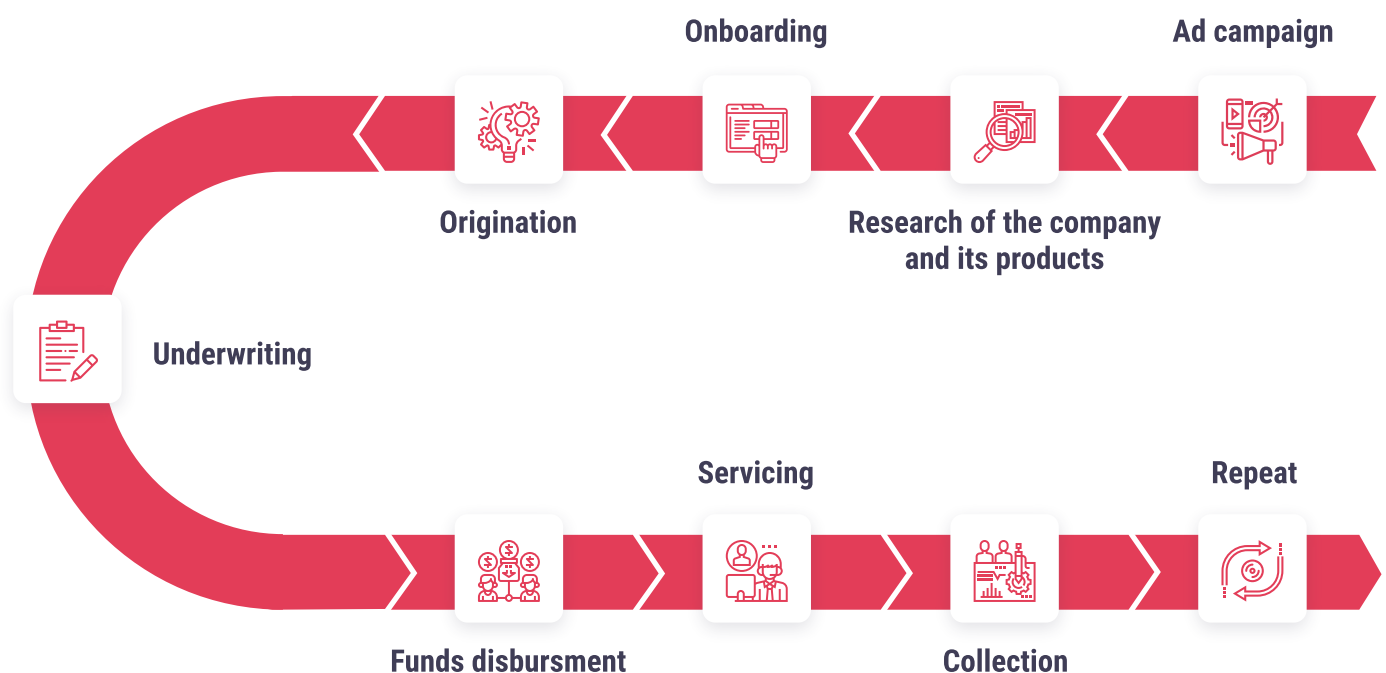 Onboarding
Ad campaign
Origination
Research of the company
and its products
Underwriting
Servicing
Repeat
Funds disbursment
Collection